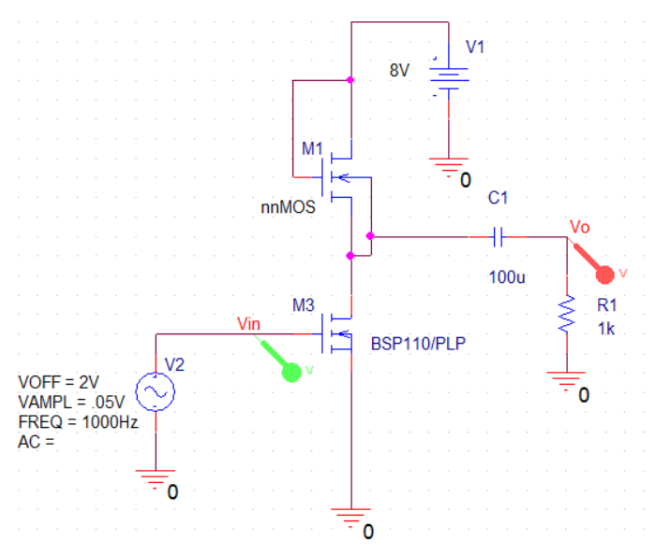 V1
8V
0
M1
nnMOS
C1
100u
Vo
V
R1
1k
0
M3
BSP110/PLP
Vin
V
V2
VOFF = 2V
VAMPL = .05V
FREQ = 1000Hz
AC =
0
0